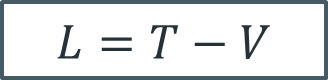 L = T − V